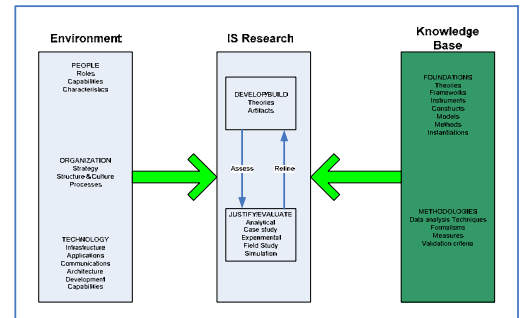 Environment
PEOPLE
Roles
Capabilities
Characteristics
ORGANIZATION
Strategy
Structure & Culture
Processes
TECHNOLOGY
Infrastructure
Applications
Communications
Architecture
Development
Capabilities
IS Research
DEVELOP/BUILD
Theories
Artifacts
Assess
Refine
JUSTIFY/EVALUATE
Analytical
Case study
Experimental
Field Study
Simulation
Knowledge
Base
FOUNDATIONS
Theories
Frameworks
Instruments
Constructs
Models
Methods
Instantiations
METHODOLOGIES
Data analysis Techniques
Formalisms
Measures
Validation criteria